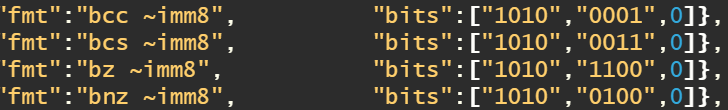 'fmt":"bcc ~imm8",          "bits":["1010","0001",0]},
'fmt":"bcs ~imm8",          "bits":["1010","0011",0]},
'fmt":"bz ~imm8",           "bits":["1010","1100",0]},
'fmt":"bnz ~imm8",          "bits":["1010","0100",0]},